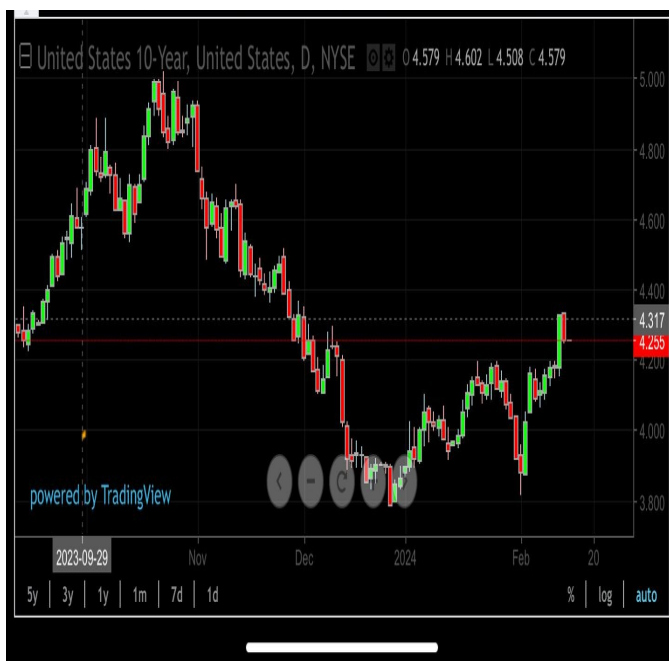 United States 10-Year, United States, D, NYSE O 4.579 H 4.602 L 4.508 C 4.579
5.000
4.800
4.600
4.400
4.317
4.255
4.200
4.000
3.800
powered by TradingView
2023-09-29 Nov Dec 2024 Feb 20
5y 3y 1y 1m 7d 1d % log auto